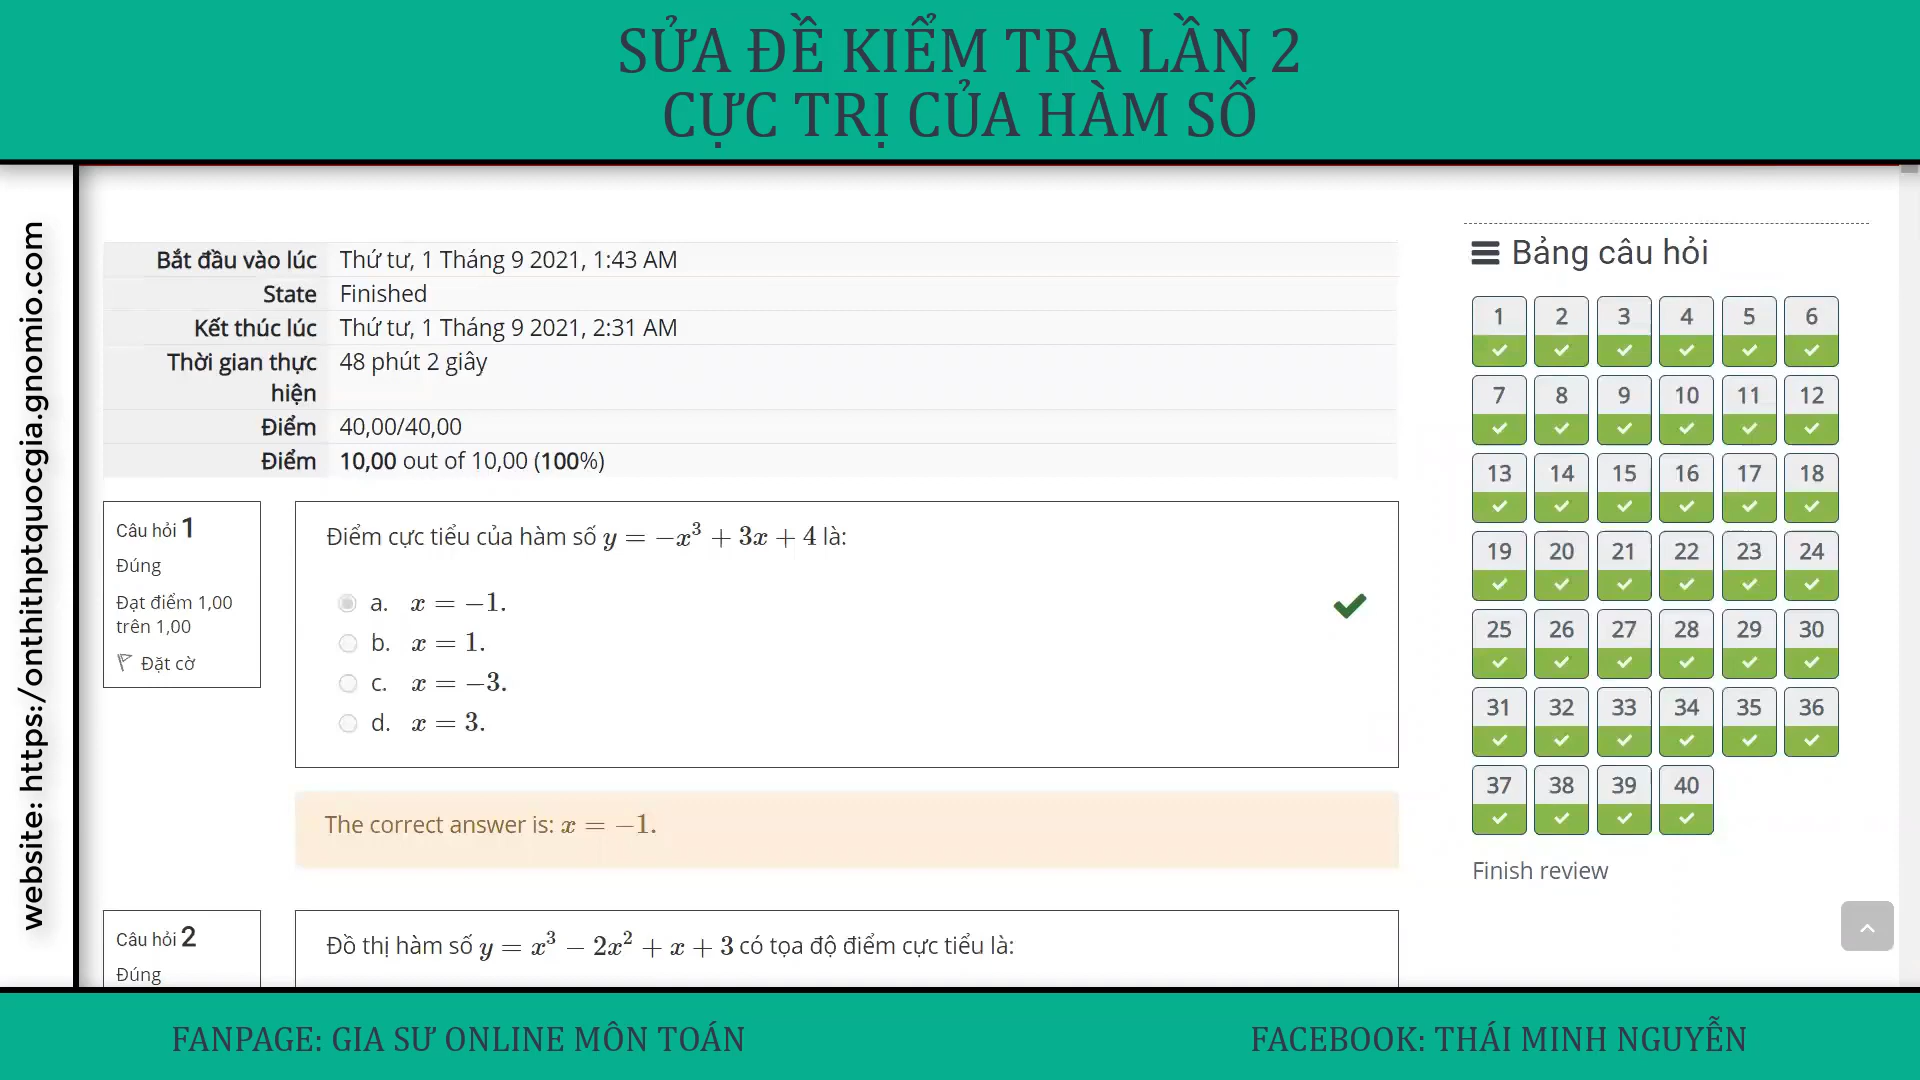 SỬA ĐỀ KIỂM TRA LẦN 2
CỰC TRỊ CỦA HÀM SỐ
website: https:/onthithptquocgia.gnomio.com
Bắt đầu vào lúc Thứ tư, 1 Tháng 9 2021, 1:43 AM
State Finished
Kết thúc lúc Thứ tư, 1 Tháng 9 2021, 2:31 AM
Thời gian thực hiện 48 phút 2 giây
Điểm 40,00/40,00
Điểm 10,00 out of 10,00 (100%)
Câu hỏi 1
Đúng
Đạt điểm 1,00
trên 1,00
Đặt cờ
Điểm cực tiểu của hàm số y = −x³ + 3x + 4 là:
a. x = −1.
b. x = 1.
c. x = −3.
d. x = 3.
The correct answer is: x = −1.
Câu hỏi 2
Đúng
Đồ thị hàm số y = x³ − 2x² + x + 3 có tọa độ điểm cực tiểu là:
Bảng câu hỏi
1 2 3 4 5 6
7 8 9 10 11 12
13 14 15 16 17 18
19 20 21 22 23 24
25 26 27 28 29 30
31 32 33 34 35 36
37 38 39 40
Finish review
FANPAGE: GIA SƯ ONLINE MÔN TOÁN
FACEBOOK: THÁI MINH NGUYỄN